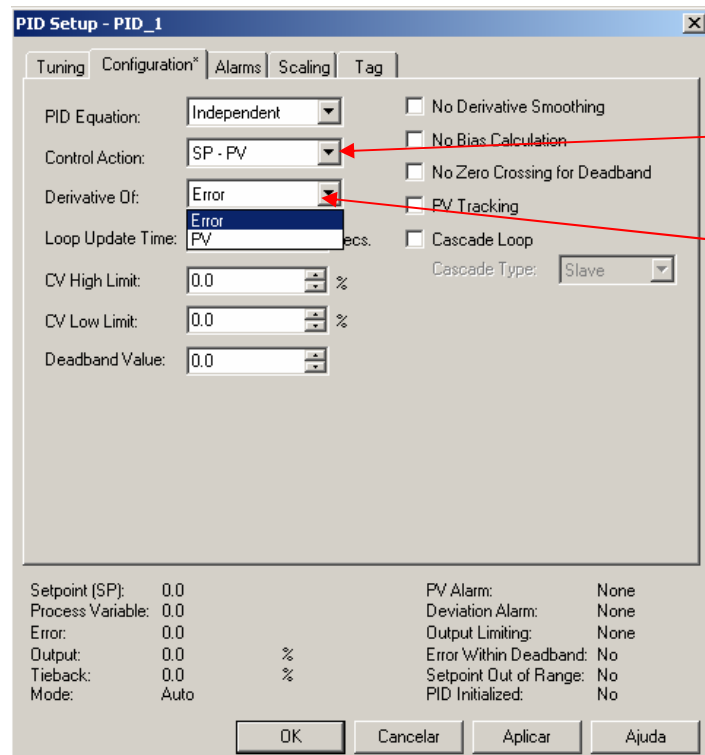 PID Setup - PID_1
Tuning Configuration* Alarms Scaling Tag
PID Equation: Independent
Control Action: SP - PV
Derivative Of: Error
Error
PV
Loop Update Time: ecs.
CV High Limit: 0.0 %
CV Low Limit: 0.0 %
Deadband Value: 0.0
No Derivative Smoothing
No Bias Calculation
No Zero Crossing for Deadband
PV Tracking
Cascade Loop
Cascade Type: Slave
Setpoint (SP): 0.0
Process Variable: 0.0
Error: 0.0
Output: 0.0 %
Tieback: 0.0 %
Mode: Auto
PV Alarm: None
Deviation Alarm: None
Output Limiting: None
Error Within Deadband: No
Setpoint Out of Range: No
PID Initialized: No
OK Cancelar Aplicar Ajuda